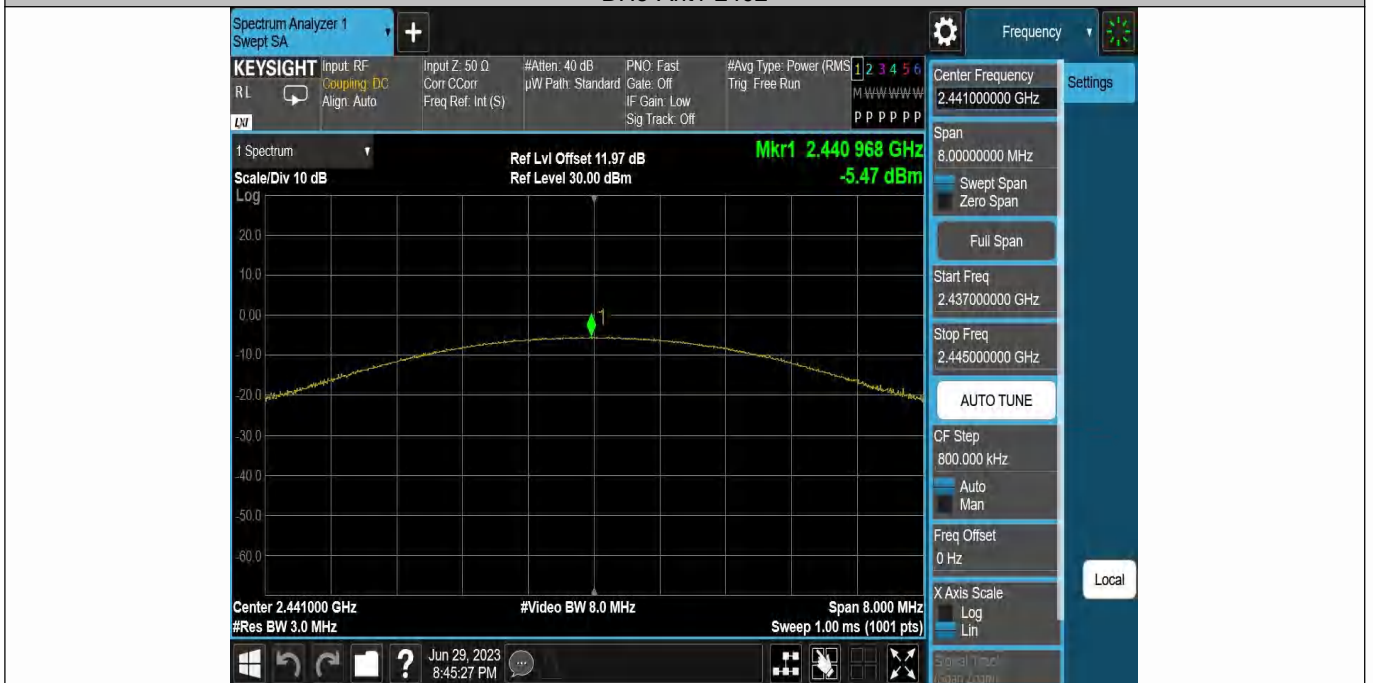 Spectrum Analyzer 1
Swept SA
Frequency
KEYSIGHT
RL
LXI
Input: RF
Coupling: DC
Align: Auto
Input Z: 50 Ω
Corr CCorr
Freq Ref: Int (S)
#Atten: 40 dB
µW Path: Standard
PNO: Fast
Gate: Off
IF Gain: Low
Sig Track: Off
#Avg Type: Power (RMS
Trig: Free Run
1 2 3 4 5 6
M W W W W W
P P P P P P
1 Spectrum
Scale/Div 10 dB
Ref Lvl Offset 11.97 dB
Ref Level 30.00 dBm
Mkr1 2.440 968 GHz
-5.47 dBm
Log
20.0
10.0
0.00
-10.0
-20.0
-30.0
-40.0
-50.0
-60.0
1
Center 2.441000 GHz
#Res BW 3.0 MHz
#Video BW 8.0 MHz
Span 8.000 MHz
Sweep 1.00 ms (1001 pts)
Center Frequency
2.441000000 GHz
Settings
Span
8.00000000 MHz
Swept Span
Zero Span
Full Span
Start Freq
2.437000000 GHz
Stop Freq
2.445000000 GHz
AUTO TUNE
CF Step
800.000 kHz
Auto
Man
Freq Offset
0 Hz
Local
X Axis Scale
Log
Lin
Signal Track
(Span Zoom)
?
Jun 29, 2023
8:45:27 PM